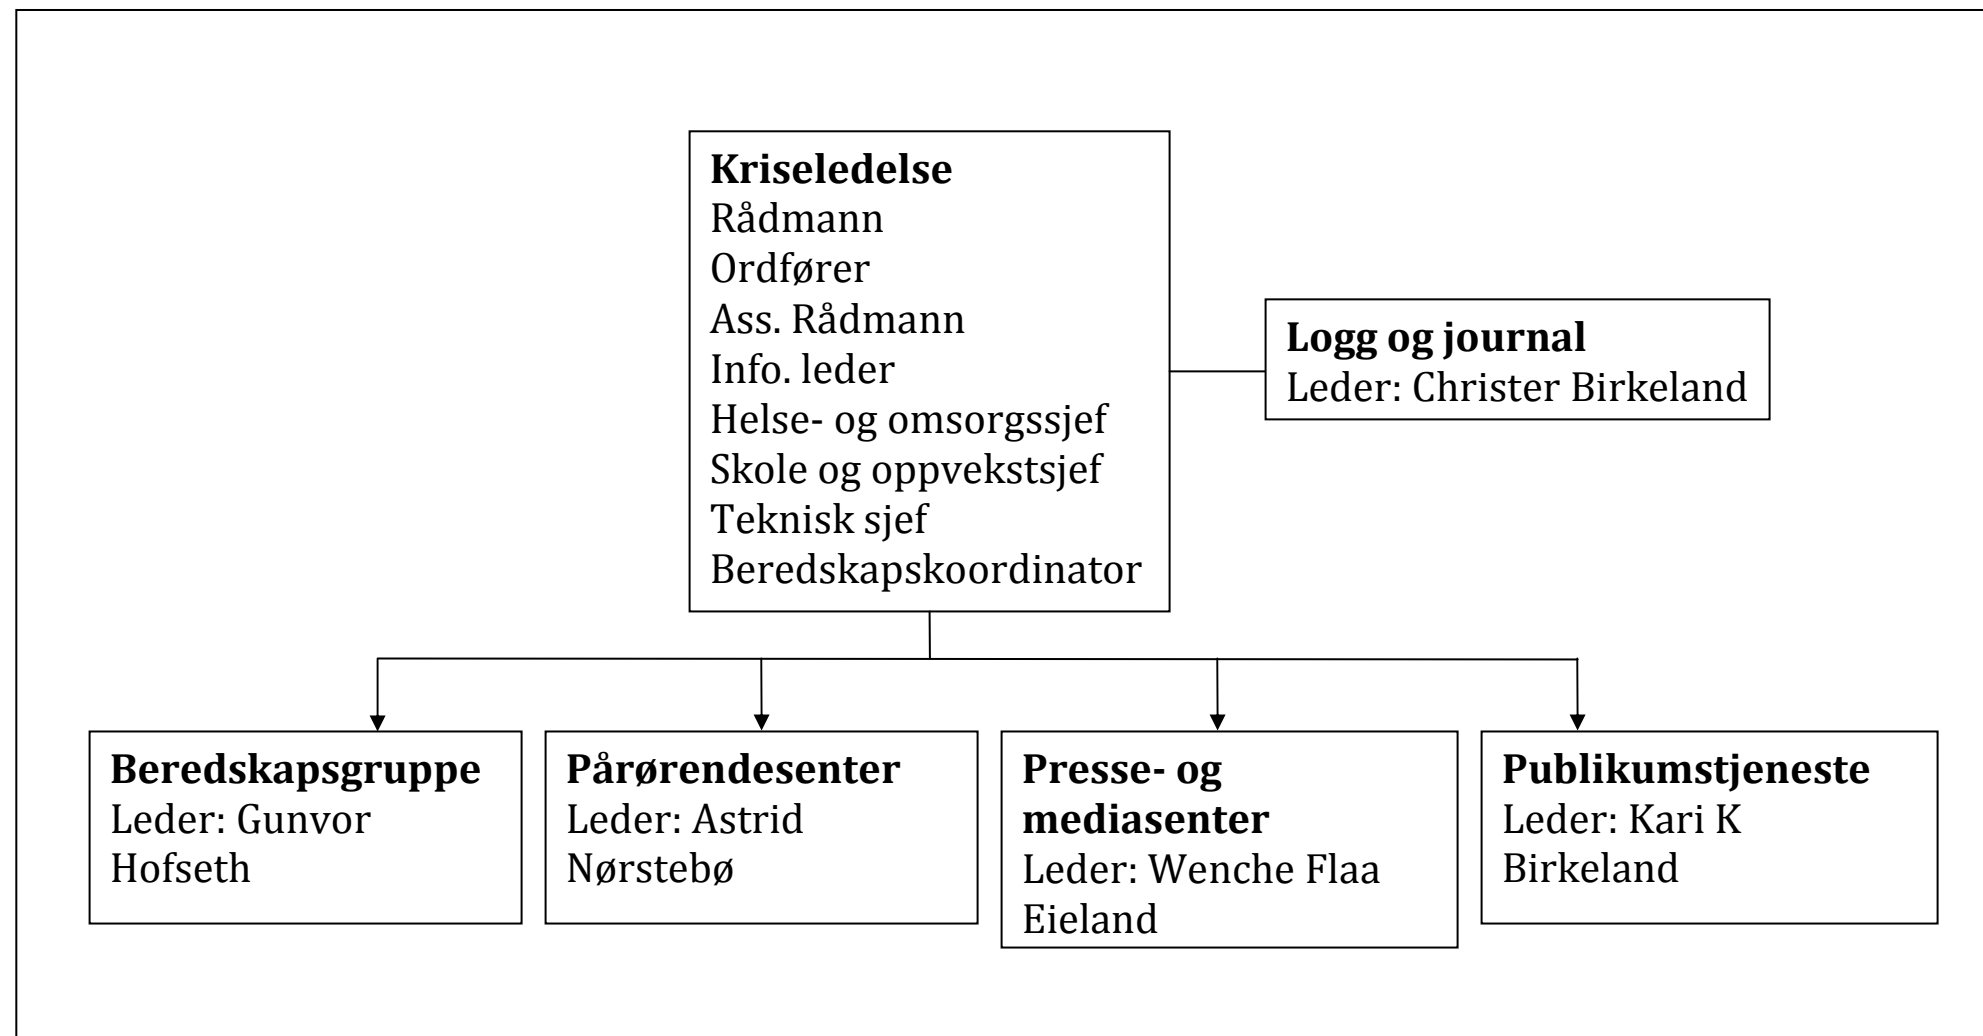 Kriseledelse
Rådmann
Ordfører
Ass. Rådmann
Info. leder
Helse- og omsorgssjef
Skole og oppvekstsjef
Teknisk sjef
Beredskapskoordinator
Logg og journal
Leder: Christer Birkeland
Beredskapsgruppe
Leder: Gunvor
Hofseth
Pårørendesenter
Leder: Astrid
Nørstebø
Presse- og
mediasenter
Leder: Wenche Flaa
Eieland
Publikumstjeneste
Leder: Kari K
Birkeland